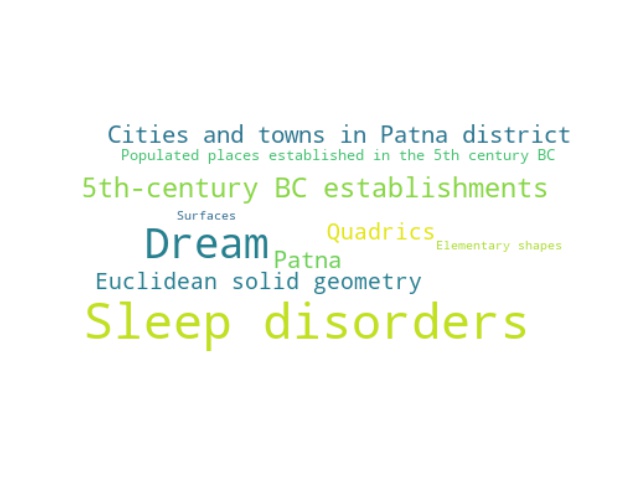 Cities and towns in Patna district
Populated places established in the 5th century BC
5th-century BC establishments
Surfaces
Dream
Quadrics
Elementary shapes
Patna
Euclidean solid geometry
Sleep disorders